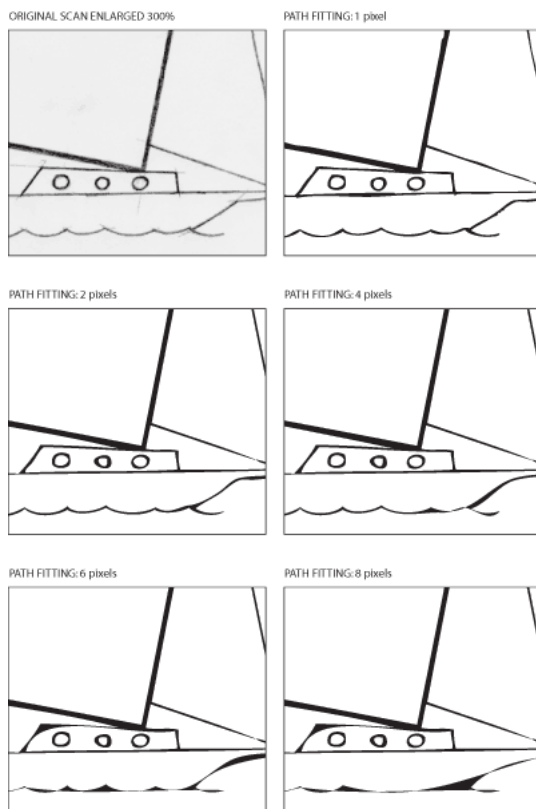 ORIGINAL SCAN ENLARGED 300%
PATH FITTING: 1 pixel
PATH FITTING: 2 pixels
PATH FITTING: 4 pixels
PATH FITTING: 6 pixels
PATH FITTING: 8 pixels